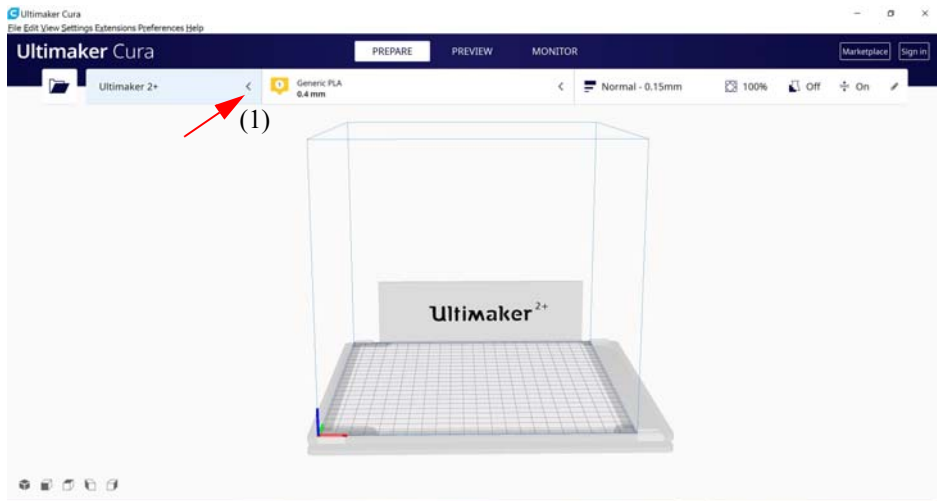 Ultimaker Cura
File Edit View Settings Extensions Preferences Help
Ultimaker Cura PREPARE PREVIEW MONITOR Marketplace Sign in
Ultimaker 2+ 1 Generic PLA Normal - 0.15mm 100% Off On
0.4 mm
(1)
Ultimaker 2+